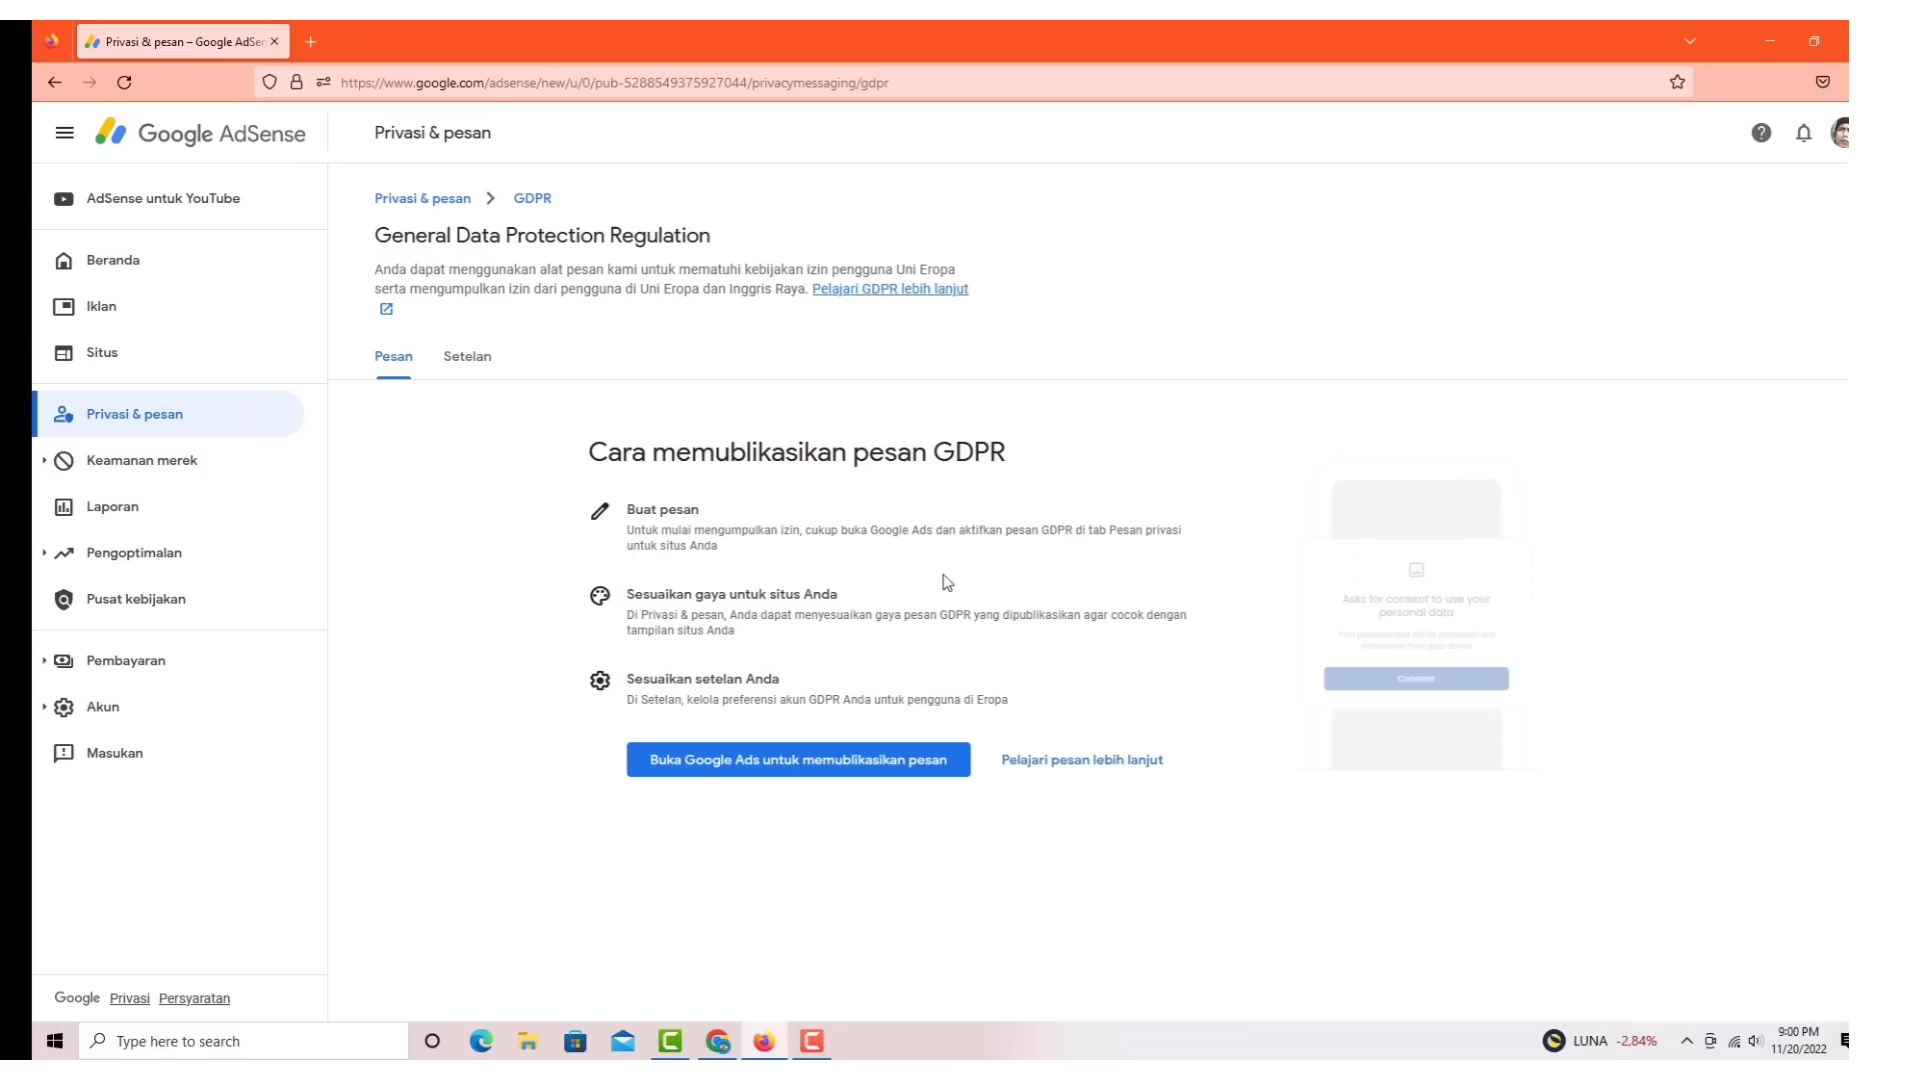 Privasi & pesan – Google AdSen
https://www.google.com/adsense/new/u/0/pub-5288549375927044/privacymessaging/gdpr
Google AdSense
Privasi & pesan
AdSense untuk YouTube
Beranda
Iklan
Situs
Privasi & pesan
Keamanan merek
Laporan
Pengoptimalan
Pusat kebijakan
Pembayaran
Akun
Masukan
Google Privasi Persyaratan
Privasi & pesan GDPR
General Data Protection Regulation
Anda dapat menggunakan alat pesan kami untuk mematuhi kebijakan izin pengguna Uni Eropa
serta mengumpulkan izin dari pengguna di Uni Eropa dan Inggris Raya. Pelajari GDPR lebih lanjut
Pesan Setelan
Cara memublikasikan pesan GDPR
Buat pesan
Untuk mulai mengumpulkan izin, cukup buka Google Ads dan aktifkan pesan GDPR di tab Pesan privasi
untuk situs Anda
Sesuaikan gaya untuk situs Anda
Di Privasi & pesan, Anda dapat menyesuaikan gaya pesan GDPR yang dipublikasikan agar cocok dengan
tampilan situs Anda
Sesuaikan setelan Anda
Di Setelan, kelola preferensi akun GDPR Anda untuk pengguna di Eropa
Buka Google Ads untuk memublikasikan pesan
Pelajari pesan lebih lanjut
Asks for consent to use your
personal data
Consent
Type here to search
LUNA -2,84%
9:00 PM
11/20/2022